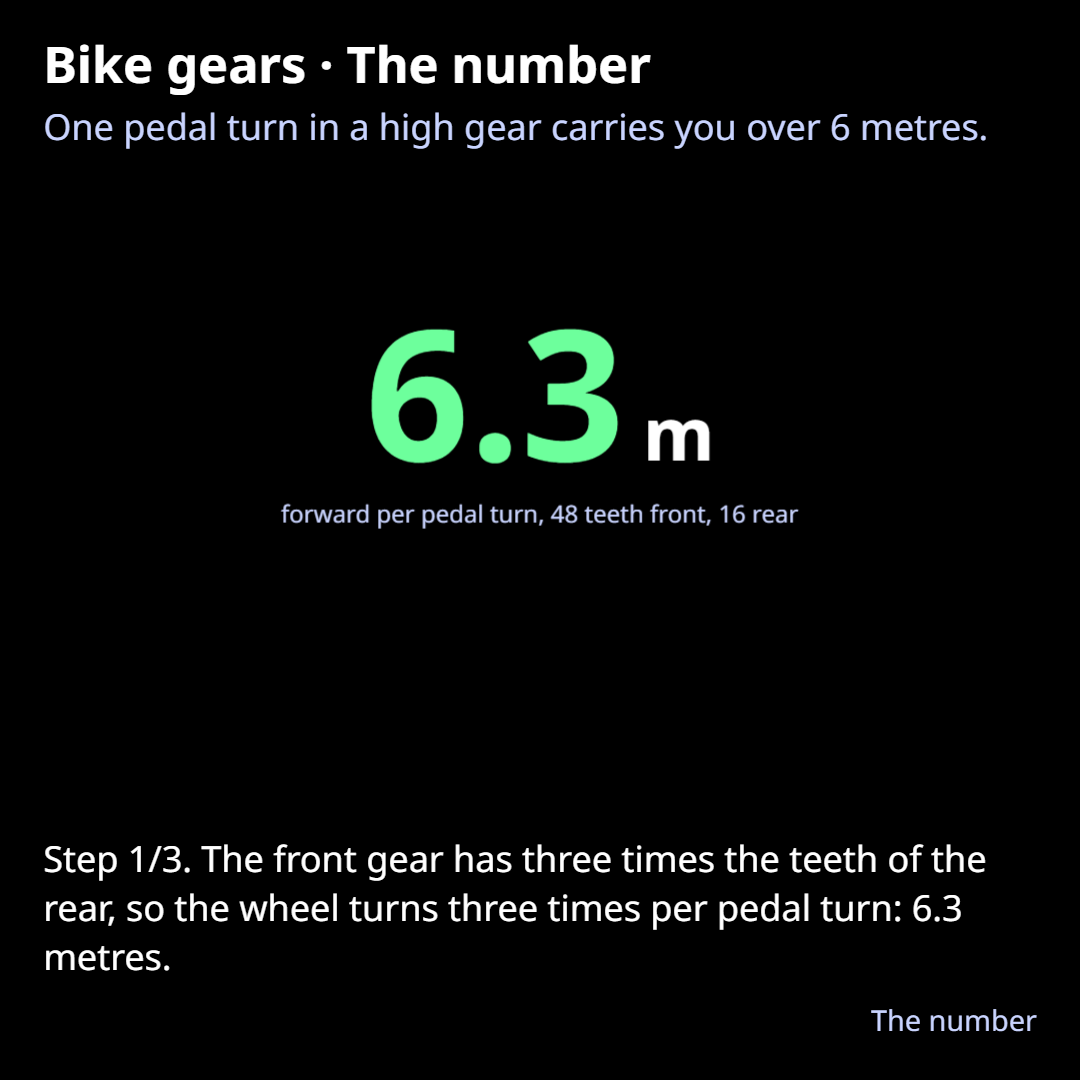 Bike gears · The number
One pedal turn in a high gear carries you over 6 metres.
6.3 m
forward per pedal turn, 48 teeth front, 16 rear
Step 1/3. The front gear has three times the teeth of the
rear, so the wheel turns three times per pedal turn: 6.3
metres.
The number